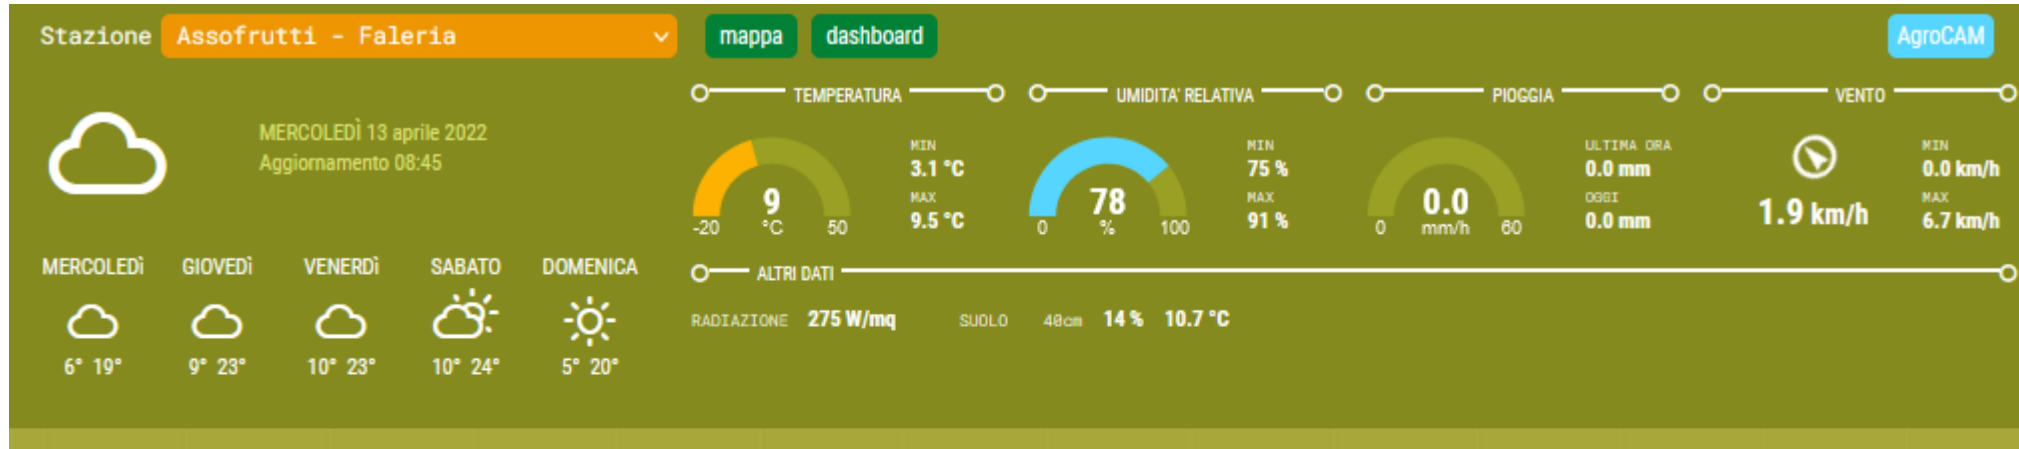 Stazione Assofrutti - Faleria mappa dashboard AgroCAM
MERCOLEDÌ 13 aprile 2022
Aggiornamento 08:45
MERCOLEDì GIOVEDì VENERDì SABATO DOMENICA
6° 19° 9° 23° 10° 23° 10° 24° 5° 20°
TEMPERATURA
9
°C
-20 50
MIN
3.1 °C
MAX
9.5 °C
UMIDITA' RELATIVA
78
%
0 100
MIN
75 %
MAX
91 %
PIOGGIA
0.0
mm/h
0 60
ULTIMA ORA
0.0 mm
OGGI
0.0 mm
VENTO
1.9 km/h
MIN
0.0 km/h
MAX
6.7 km/h
ALTRI DATI
RADIAZIONE 275 W/mq SUOLO 40cm 14 % 10.7 °C